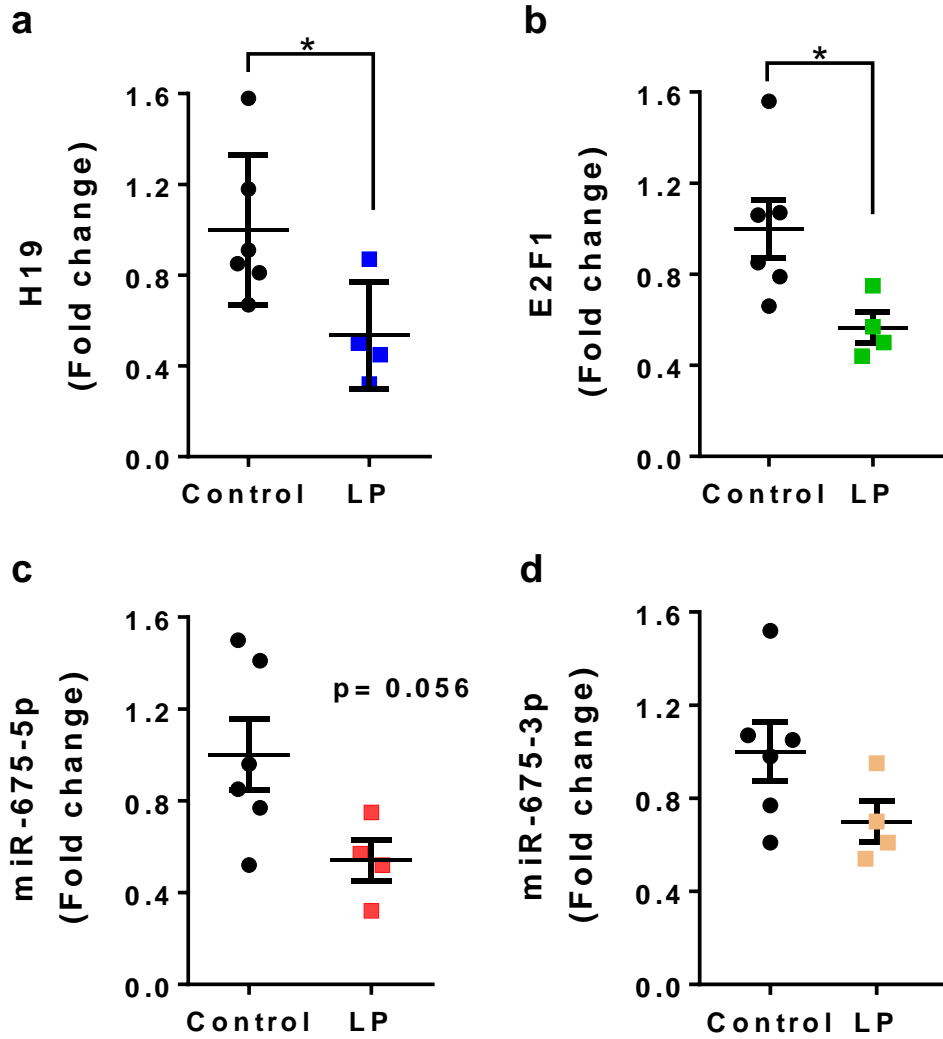 a
*
H19
(Fold change)
1.6
1.2
0.8
0.4
0.0
Control LP
b
*
E2F1
(Fold change)
1.6
1.2
0.8
0.4
0.0
Control LP
c
miR-675-5p
(Fold change)
1.6
1.2
0.8
0.4
0.0
p= 0.056
Control LP
d
miR-675-3p
(Fold change)
1.6
1.2
0.8
0.4
0.0
Control LP